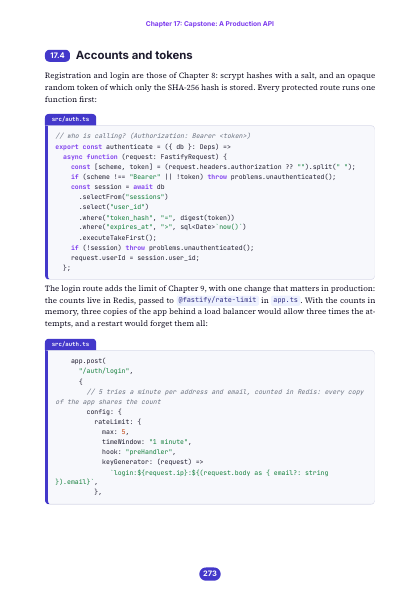 Chapter 17: Capstone: A Production API
17.4 Accounts and tokens
Registration and login are those of Chapter 8: scrypt hashes with a salt, and an opaque
random token of which only the SHA-256 hash is stored. Every protected route runs one
function first:
src/auth.ts
// who is calling? (Authorization: Bearer <token>)
export const authenticate = ({ db }: Deps) =>
  async function (request: FastifyRequest) {
    const [scheme, token] = (request.headers.authorization ?? "").split(" ");
    if (scheme !== "Bearer" || !token) throw problems.unauthenticated();
    const session = await db
      .selectFrom("sessions")
      .select("user_id")
      .where("token_hash", "=", digest(token))
      .where("expires_at", ">", sql<Date>`now()`)
      .executeTakeFirst();
    if (!session) throw problems.unauthenticated();
    request.userId = session.user_id;
  };
The login route adds the limit of Chapter 9, with one change that matters in production:
the counts live in Redis, passed to @fastify/rate-limit in app.ts. With the counts in
memory, three copies of the app behind a load balancer would allow three times the at-
tempts, and a restart would forget them all:
src/auth.ts
    app.post(
      "/auth/login",
      {
        // 5 tries a minute per address and email, counted in Redis: every copy
of the app shares the count
        config: {
          rateLimit: {
            max: 5,
            timeWindow: "1 minute",
            hook: "preHandler",
            keyGenerator: (request) =>
              `login:${request.ip}:${(request.body as { email?: string
}).email}`,
          },
273